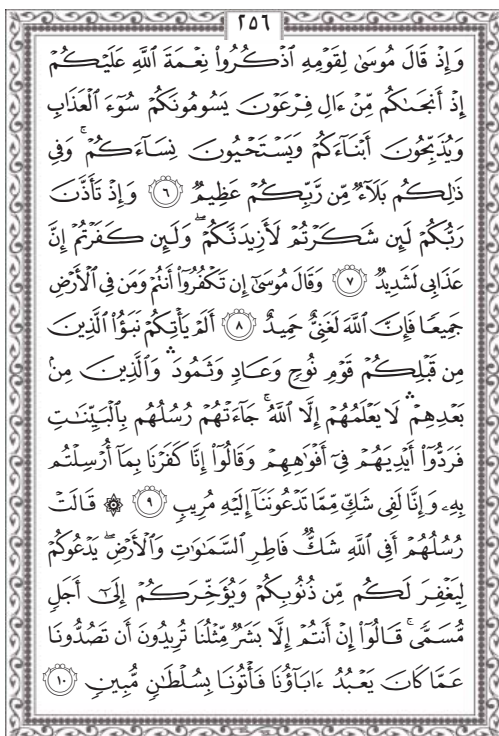 ٢٥٦
وَإِذْ قَالَ مُوسَىٰ لِقَوْمِهِ ٱذْكُرُواْ نِعْمَةَ ٱللَّهِ عَلَيْكُمْ
إِذْ أَنجَىٰكُم مِّنْ ءَالِ فِرْعَوْنَ يَسُومُونَكُمْ سُوٓءَ ٱلْعَذَابِ
وَيُذَبِّحُونَ أَبْنَآءَكُمْ وَيَسْتَحْيُونَ نِسَآءَكُمْ ۚ وَفِى
ذَٰلِكُم بَلَآءٌ مِّن رَّبِّكُمْ عَظِيمٌ ٦ وَإِذْ تَأَذَّنَ
رَبُّكُمْ لَئِن شَكَرْتُمْ لَأَزِيدَنَّكُمْ ۖ وَلَئِن كَفَرْتُمْ إِنَّ
عَذَابِى لَشَدِيدٌ ٧ وَقَالَ مُوسَىٰٓ إِن تَكْفُرُوٓاْ أَنتُمْ وَمَن فِى ٱلْأَرْضِ
جَمِيعًا فَإِنَّ ٱللَّهَ لَغَنِىٌّ حَمِيدٌ ٨ أَلَمْ يَأْتِكُمْ نَبَؤُاْ ٱلَّذِينَ
مِن قَبْلِكُمْ قَوْمِ نُوحٍ وَعَادٍ وَثَمُودَ ۛ وَٱلَّذِينَ مِنۢ
بَعْدِهِمْ ۛ لَا يَعْلَمُهُمْ إِلَّا ٱللَّهُ ۚ جَآءَتْهُمْ رُسُلُهُم بِٱلْبَيِّنَٰتِ
فَرَدُّوٓاْ أَيْدِيَهُمْ فِىٓ أَفْوَٰهِهِمْ وَقَالُوٓاْ إِنَّا كَفَرْنَا بِمَآ أُرْسِلْتُم
بِهِۦ وَإِنَّا لَفِى شَكٍّ مِّمَّا تَدْعُونَنَآ إِلَيْهِ مُرِيبٍ ٩ ۞ قَالَتْ
رُسُلُهُمْ أَفِى ٱللَّهِ شَكٌّ فَاطِرِ ٱلسَّمَٰوَٰتِ وَٱلْأَرْضِ ۖ يَدْعُوكُمْ
لِيَغْفِرَ لَكُم مِّن ذُنُوبِكُمْ وَيُؤَخِّرَكُمْ إِلَىٰٓ أَجَلٍ
مُّسَمًّى ۚ قَالُوٓاْ إِنْ أَنتُمْ إِلَّا بَشَرٌ مِّثْلُنَا تُرِيدُونَ أَن تَصُدُّونَا
عَمَّا كَانَ يَعْبُدُ ءَابَآؤُنَا فَأْتُونَا بِسُلْطَٰنٍ مُّبِينٍ ١٠